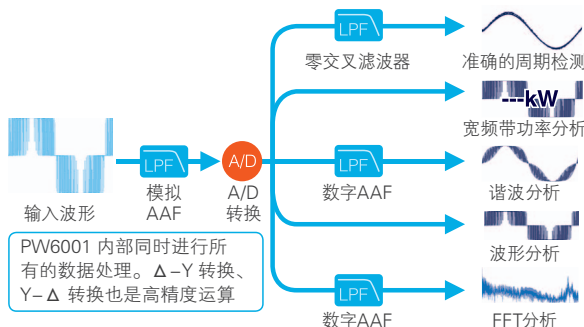 LPF
零交叉滤波器
准确的周期检测
---kW
宽频带功率分析
LPF
A/D
LPF
输入波形
模拟
AAF
A/D
转换
数字AAF
谐波分析
波形分析
PW6001 内部同时进行所
有的数据处理。Δ–Y 转换、
Y–Δ 转换也是高精度运算
LPF
数字AAF
FFT分析